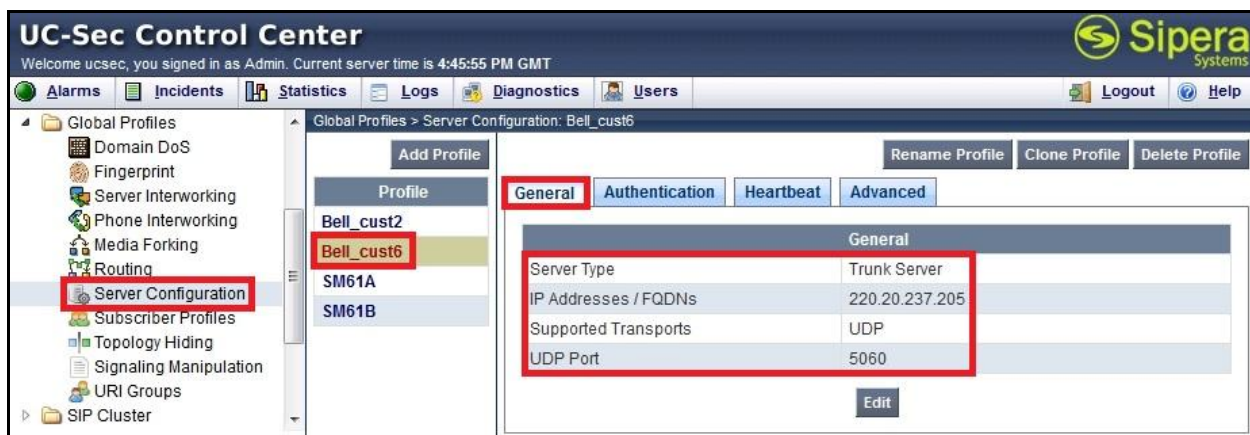 UC-Sec Control Center
Welcome ucsec, you signed in as Admin. Current server time is 4:45:55 PM GMT
Sipera
Systems
Alarms Incidents Statistics Logs Diagnostics Users Logout Help
Global Profiles
Domain DoS
Fingerprint
Server Interworking
Phone Interworking
Media Forking
Routing
Server Configuration
Subscriber Profiles
Topology Hiding
Signaling Manipulation
URI Groups
SIP Cluster
Global Profiles > Server Configuration: Bell_cust6
Add Profile
Profile
Bell_cust2
Bell_cust6
SM61A
SM61B
Rename Profile Clone Profile Delete Profile
General Authentication Heartbeat Advanced
General
Server Type Trunk Server
IP Addresses / FQDNs 220.20.237.205
Supported Transports UDP
UDP Port 5060
Edit